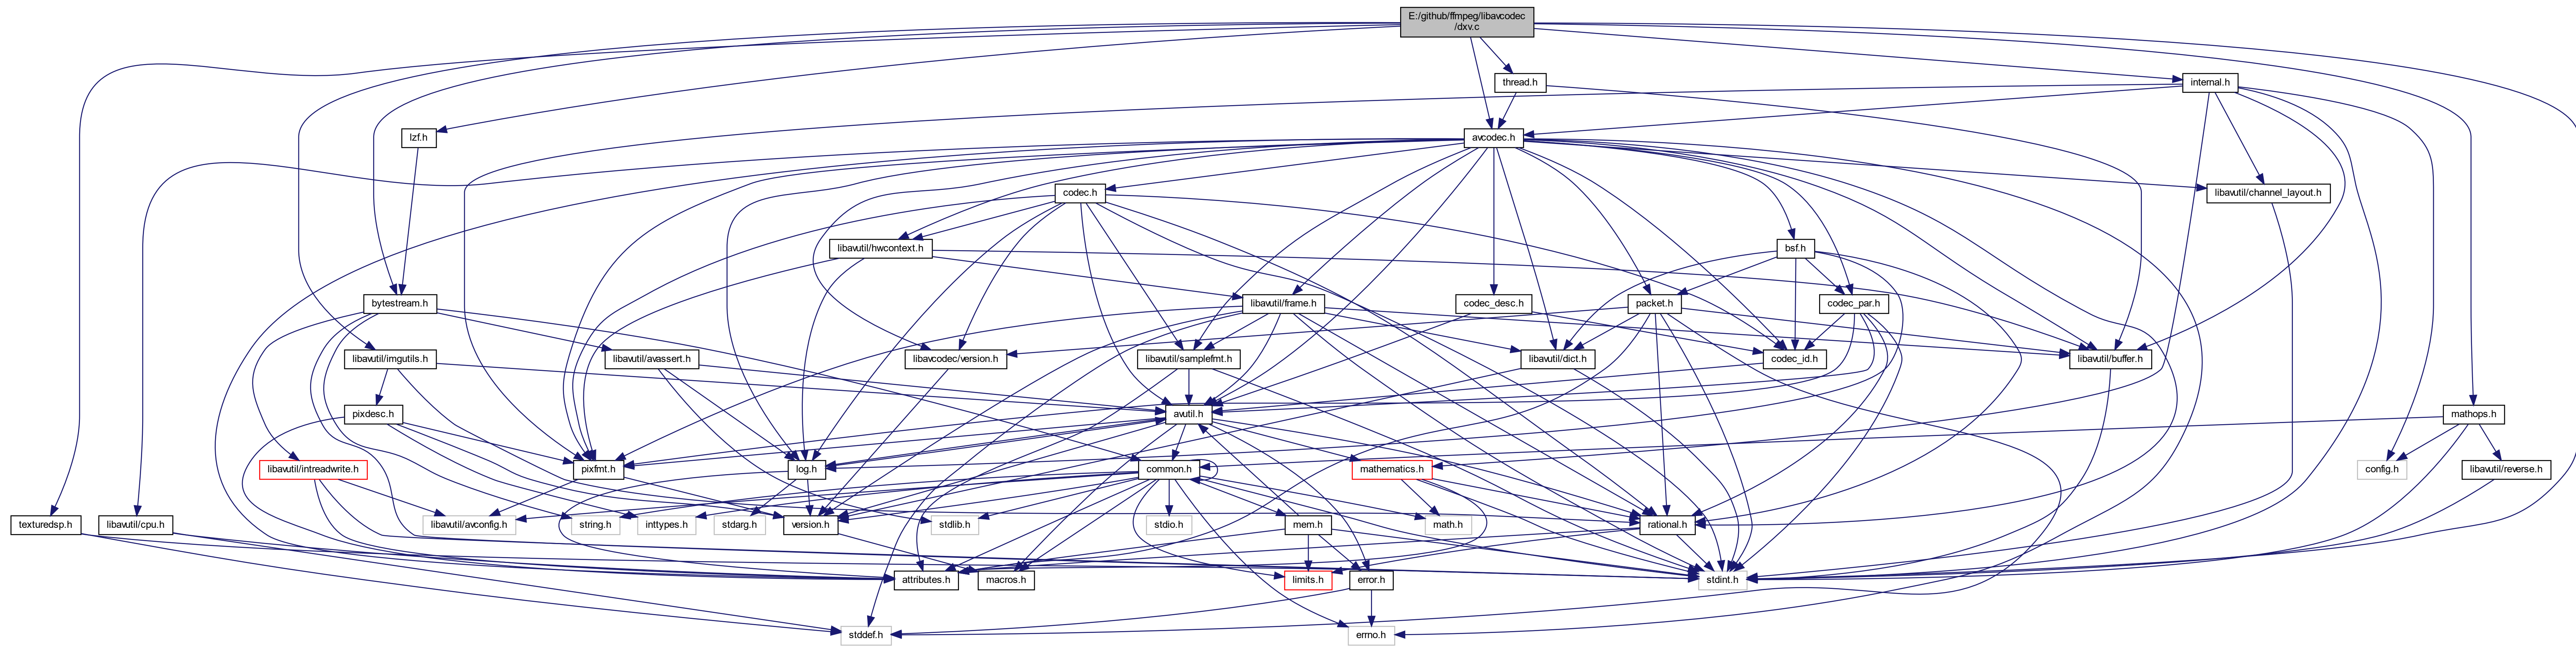 E:/github/ffmpeg/libavcodec
/dxv.c
thread.h
internal.h
lzf.h
avcodec.h
codec.h
libavutil/channel_layout.h
libavutil/hwcontext.h
bsf.h
bytestream.h
libavutil/frame.h
codec_desc.h
packet.h
codec_par.h
libavutil/imgutils.h
libavutil/avassert.h
libavcodec/version.h
libavutil/samplefmt.h
libavutil/dict.h
codec_id.h
libavutil/buffer.h
pixdesc.h
avutil.h
mathops.h
libavutil/intreadwrite.h
pixfmt.h
log.h
common.h
mathematics.h
config.h
libavutil/reverse.h
texturedsp.h
libavutil/cpu.h
libavutil/avconfig.h
string.h
inttypes.h
stdarg.h
version.h
stdlib.h
stdio.h
mem.h
math.h
rational.h
attributes.h
macros.h
limits.h
error.h
stdint.h
stddef.h
errno.h